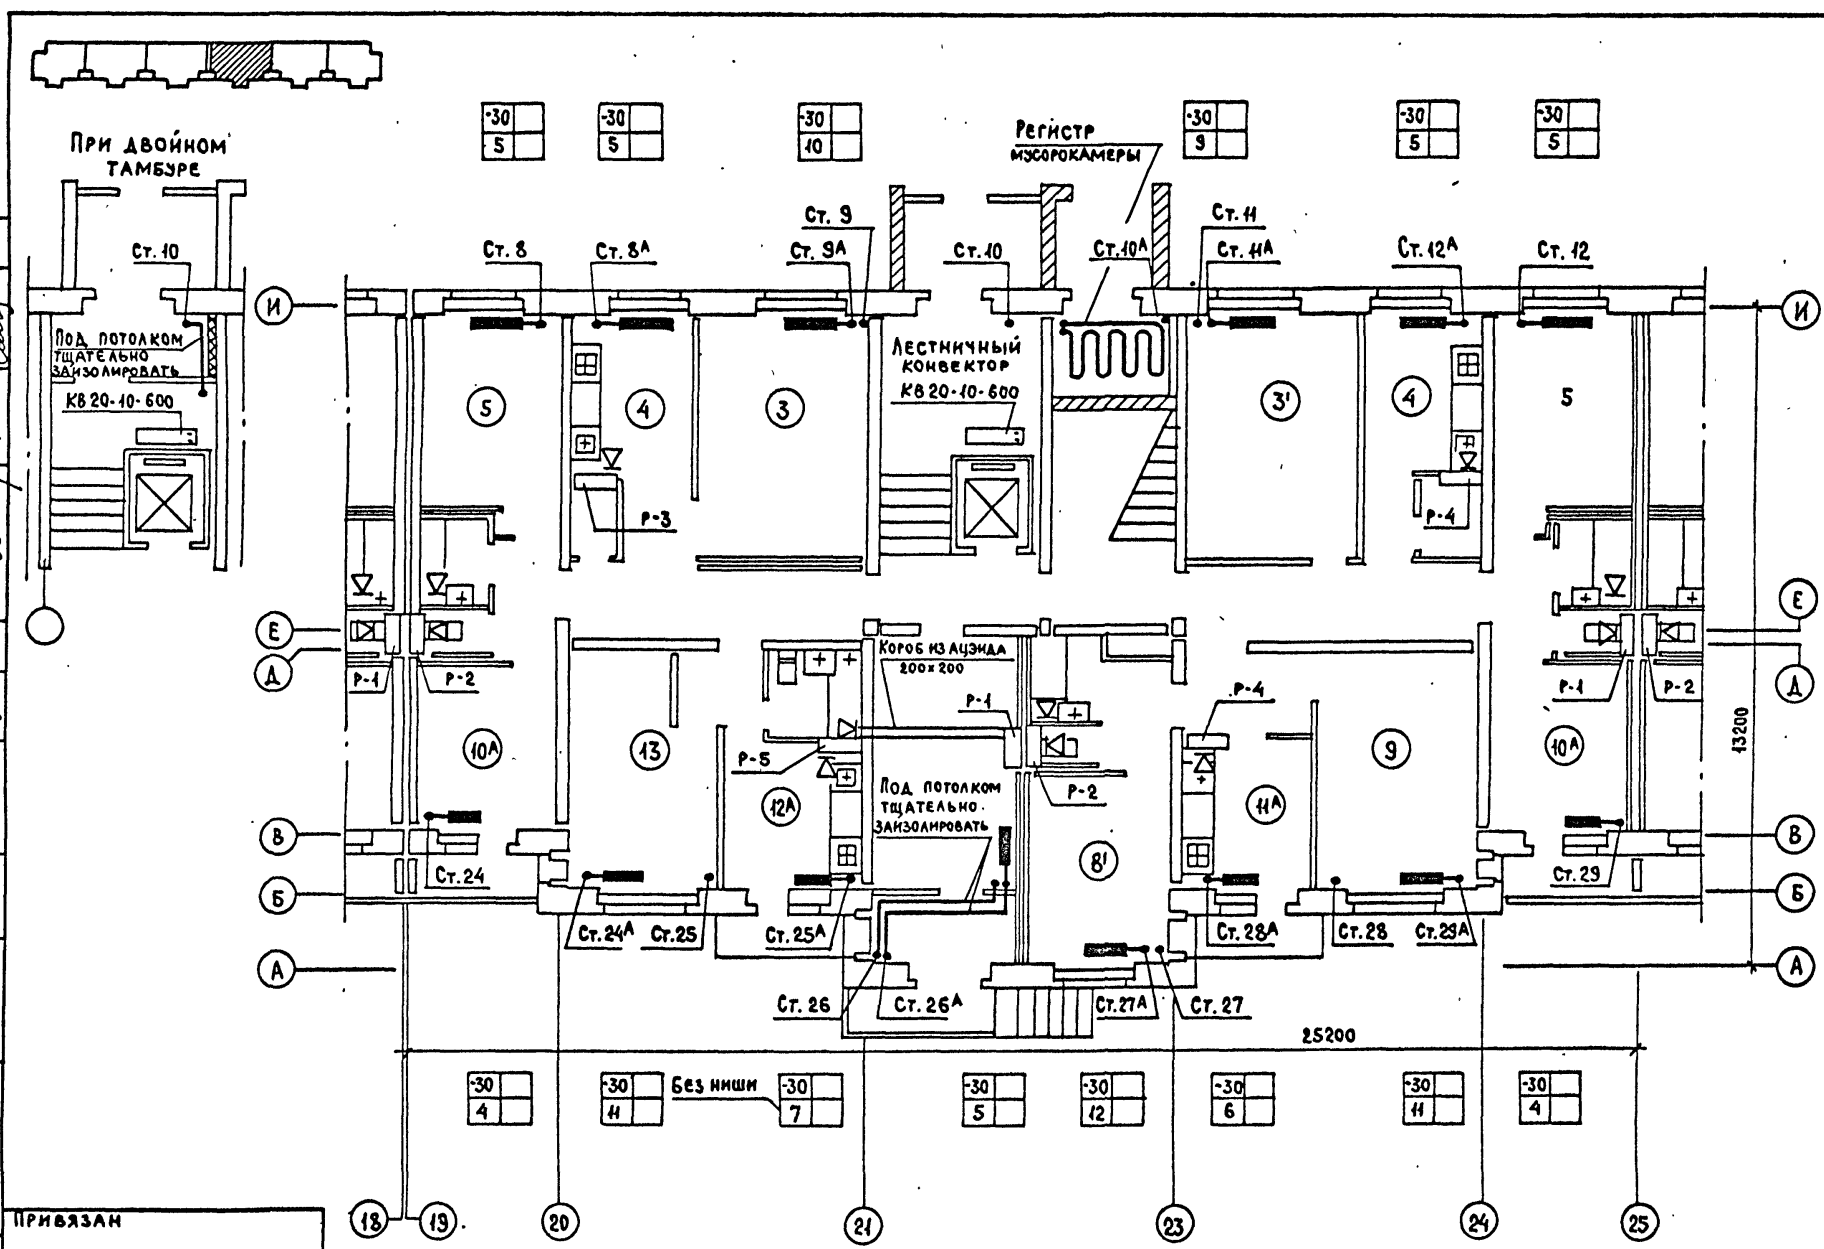 -30
5
-30
5
-30
10
-30
9
-30
5
-30
5
При двойном
тамбуре
Регистр
мусорокамеры
Ст. 10
Ст. 8
Ст. 8А
Ст. 9
Ст. 9А
Ст. 10
Ст. 10А
Ст. 11
Ст. 11А
Ст. 12А
Ст. 12
И
И
Под потолком
тщательно
заизолировать
КВ 20-10-600
Лестничный
конвектор
КВ 20-10-600
5
4
3
3'
4
5
Р-3
Р-4
Е
Е
Д
Д
Р-1
Р-2
Короб из АЦЭИДА
200×200
Р-1
Р-4
Р-1
Р-2
13200
10А
13
Р-5
12А
Р-2
11А
9
10А
Под потолком
тщательно.
заизолировать
8'
В
В
Ст. 24
Ст. 29
Б
Б
Ст. 24А
Ст. 25
Ст. 25А
Ст. 28А
Ст. 28
Ст. 29А
А
А
Ст. 26
Ст. 26А
Ст. 27А
Ст. 27
25200
-30
4
-30
11
Без ниши
-30
7
-30
5
-30
12
-30
6
-30
11
-30
4
Привязан
18
19
20
21
23
24
25